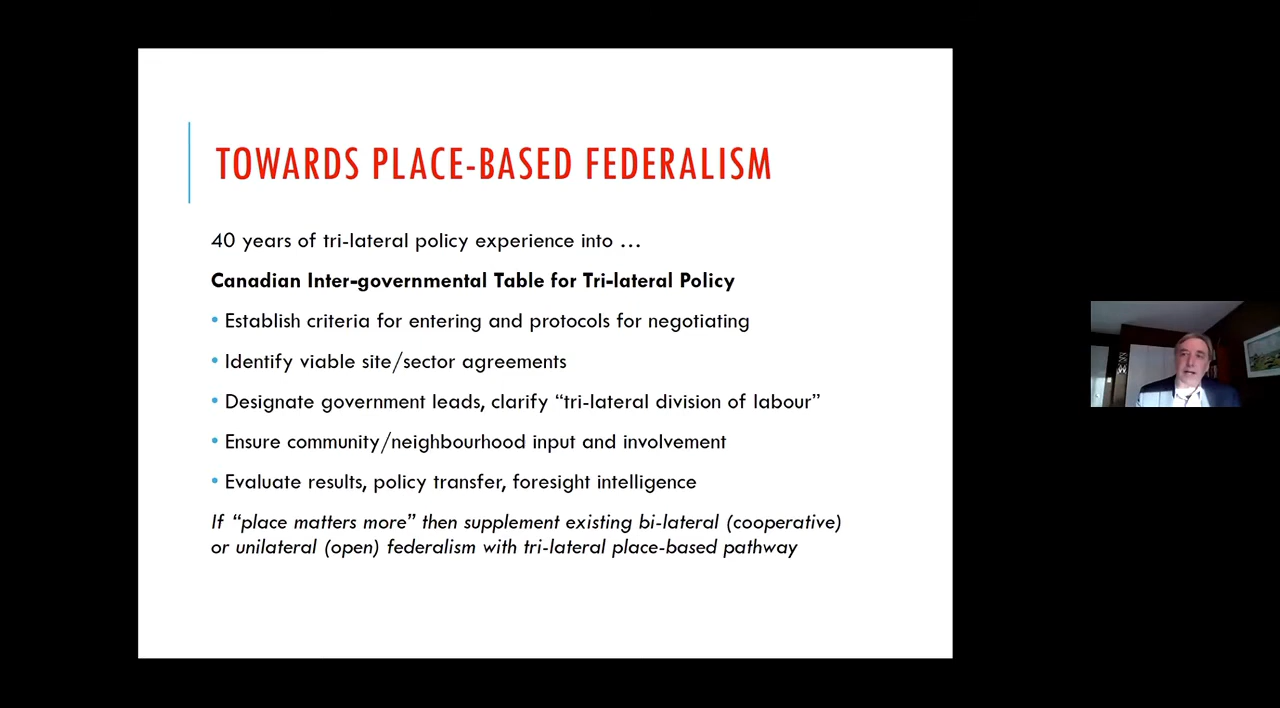 TOWARDS PLACE-BASED FEDERALISM
40 years of tri-lateral policy experience into …
Canadian Inter-governmental Table for Tri-lateral Policy
• Establish criteria for entering and protocols for negotiating
• Identify viable site/sector agreements
• Designate government leads, clarify “tri-lateral division of labour”
• Ensure community/neighbourhood input and involvement
• Evaluate results, policy transfer, foresight intelligence
If “place matters more” then supplement existing bi-lateral (cooperative)
or unilateral (open) federalism with tri-lateral place-based pathway